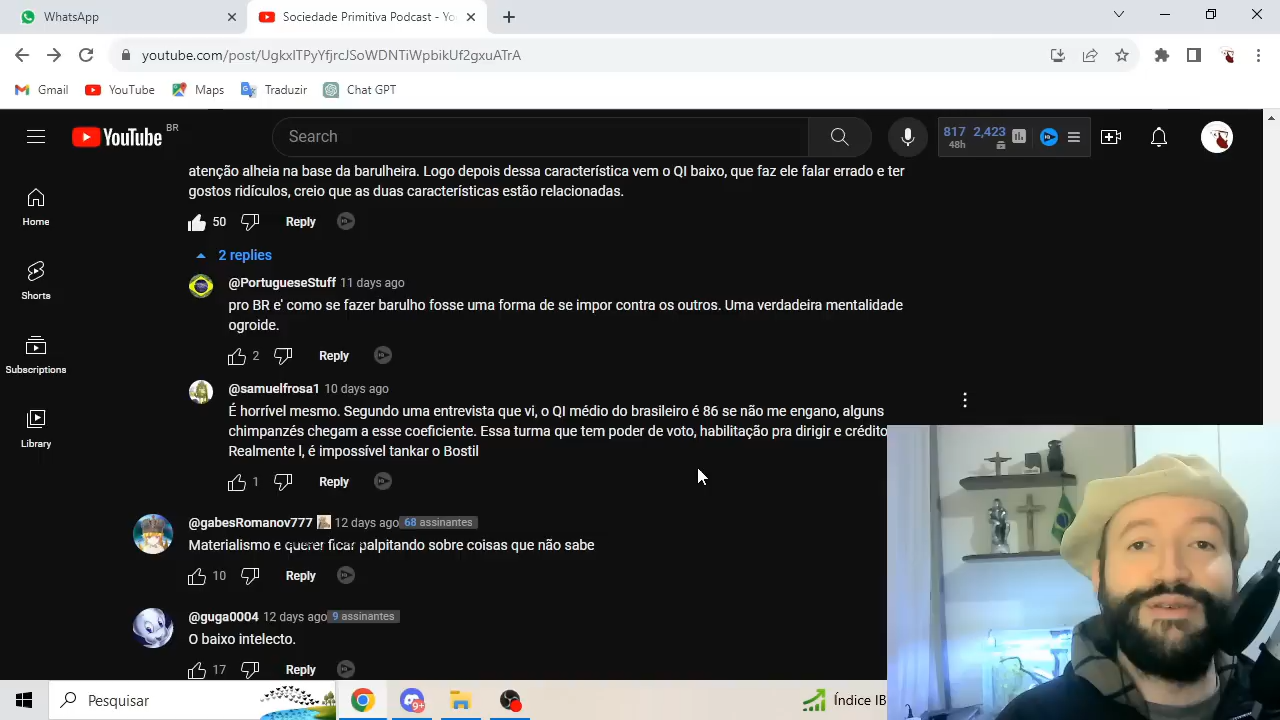 WhatsApp
Sociedade Primitiva Podcast - Yo
youtube.com/post/UgkxITPyYfjrcJSoWDNTiWpbikUf2gxuATrA
Gmail
YouTube
Maps
Traduzir
Chat GPT
YouTube BR
Search
817 2,423
48h
Home
Shorts
Subscriptions
Library
atenção alheia na base da barulheira. Logo depois dessa característica vem o QI baixo, que faz ele falar errado e ter
gostos ridículos, creio que as duas características estão relacionadas.
50 Reply
2 replies
@PortugueseStuff 11 days ago
pro BR e' como se fazer barulho fosse uma forma de se impor contra os outros. Uma verdadeira mentalidade
ogroide.
2 Reply
@samuelfrosa1 10 days ago
É horrível mesmo. Segundo uma entrevista que vi, o QI médio do brasileiro é 86 se não me engano, alguns
chimpanzés chegam a esse coeficiente. Essa turma que tem poder de voto, habilitação pra dirigir e crédito
Realmente l, é impossível tankar o Bostil
1 Reply
@gabesRomanov777 12 days ago 68 assinantes
Materialismo e querer ficar palpitando sobre coisas que não sabe
10 Reply
@guga0004 12 days ago 9 assinantes
O baixo intelecto.
17 Reply
Pesquisar
9+
Índice IB